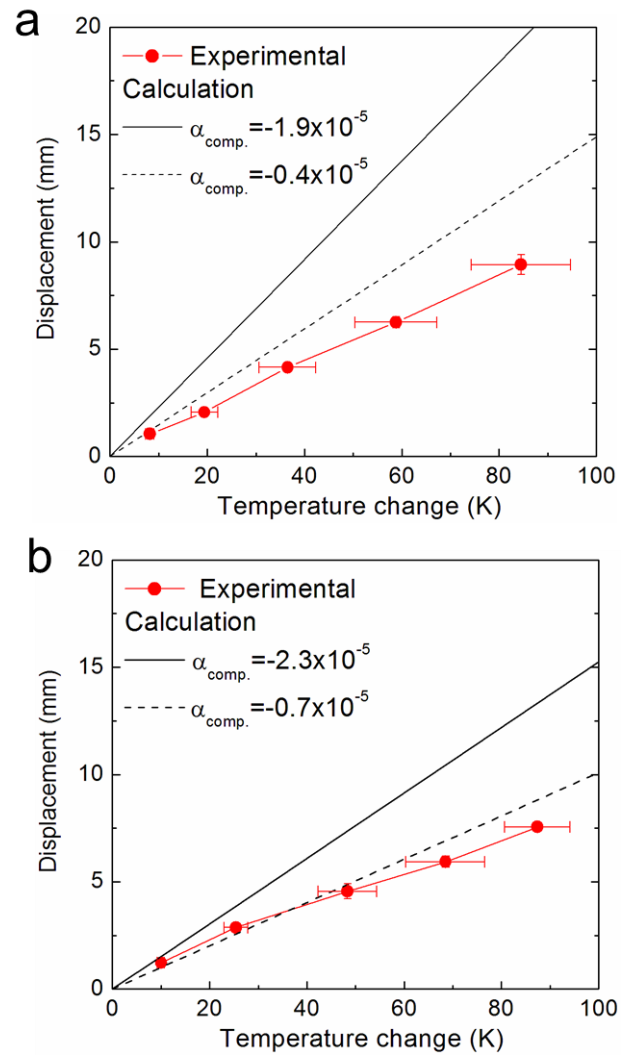 a
20
15
10
5
0
Displacement (mm)
Experimental
Calculation
α_comp.=-1.9x10^-5
α_comp.=-0.4x10^-5
0 20 40 60 80 100
Temperature change (K)
b
20
15
10
5
0
Displacement (mm)
Experimental
Calculation
α_comp.=-2.3x10^-5
α_comp.=-0.7x10^-5
0 20 40 60 80 100
Temperature change (K)